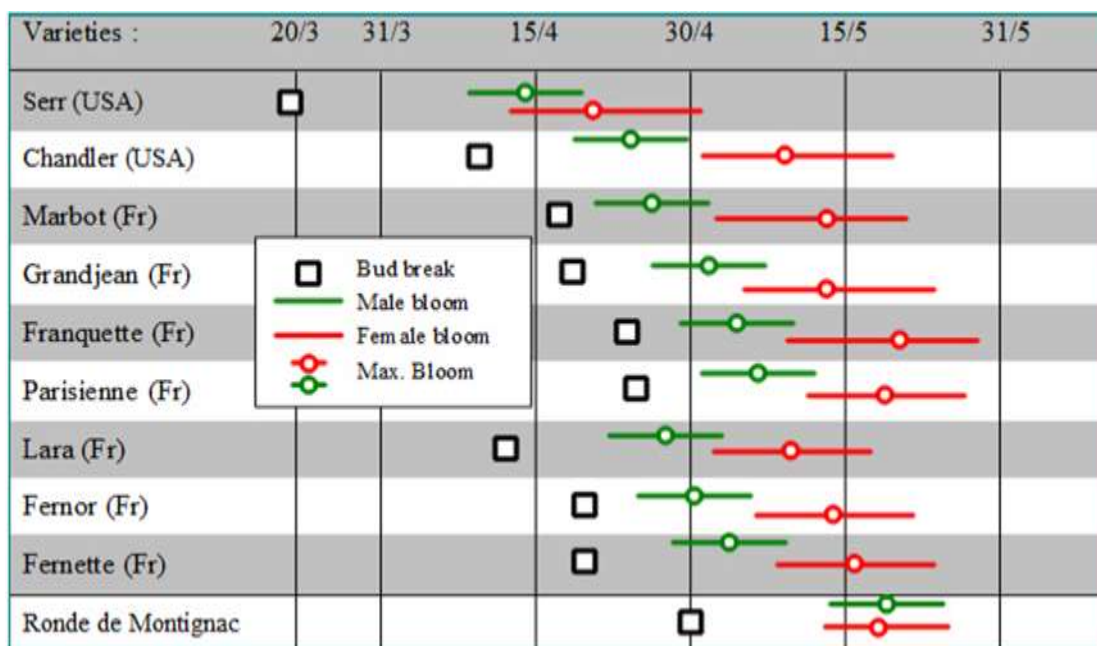 Varieties : 20/3 31/3 15/4 30/4 15/5 31/5
Serr (USA)
Chandler (USA)
Marbot (Fr)
Grandjean (Fr)
Franquette (Fr)
Parisienne (Fr)
Lara (Fr)
Fernor (Fr)
Fernette (Fr)
Ronde de Montignac
Bud break
Male bloom
Female bloom
Max. Bloom